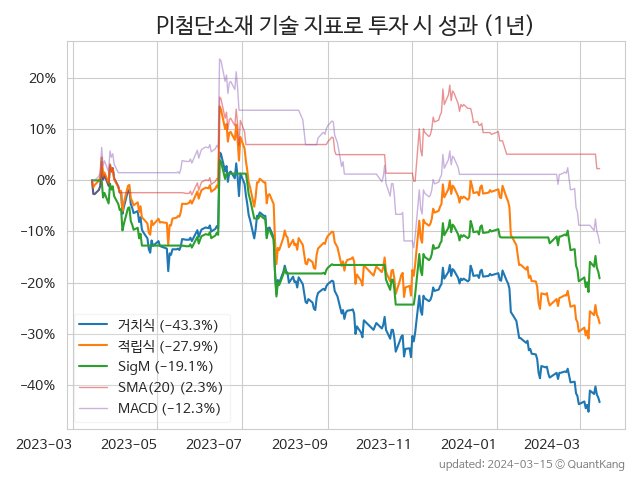 PI첨단소재 기술 지표로 투자 시 성과 (1년)
20%
10%
0%
−10%
−20%
−30%
−40%
거치식 (−43.3%)
적립식 (−27.9%)
SigM (−19.1%)
SMA(20) (2.3%)
MACD (−12.3%)
2023-03 2023-05 2023-07 2023-09 2023-11 2024-01 2024-03
updated: 2024-03-15 © QuantKang